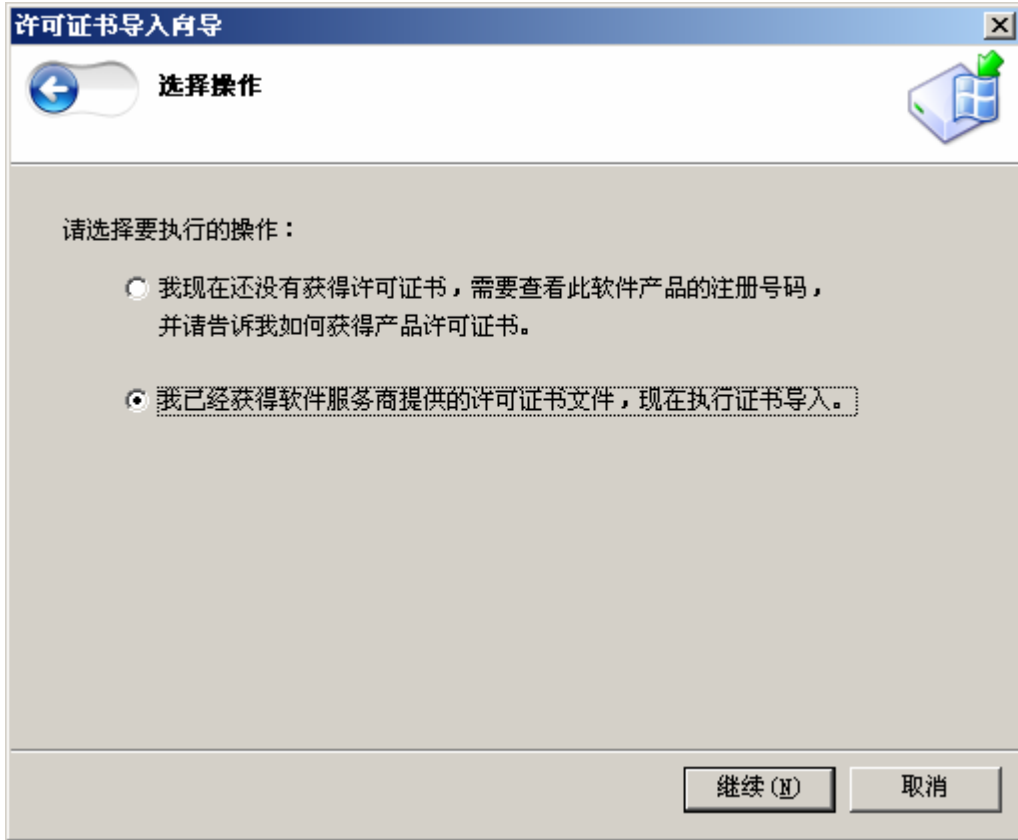 许可证书导入向导
选择操作
请选择要执行的操作：
我现在还没有获得许可证书，需要查看此软件产品的注册号码，
并请告诉我如何获得产品许可证书。
我已经获得软件服务商提供的许可证书文件，现在执行证书导入。
继续(N)
取消